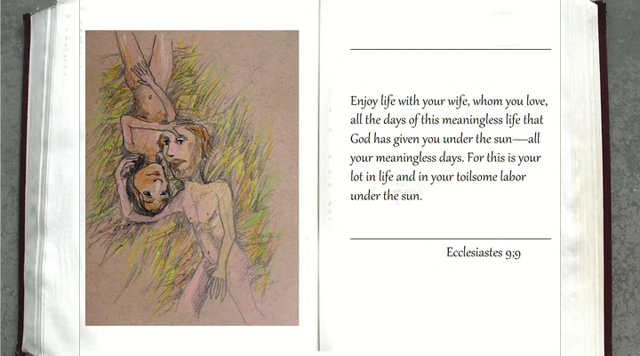 Enjoy life with your wife, whom you love,
all the days of this meaningless life that
God has given you under the sun—all
your meaningless days. For this is your
lot in life and in your toilsome labor
under the sun.
Ecclesiastes 9:9